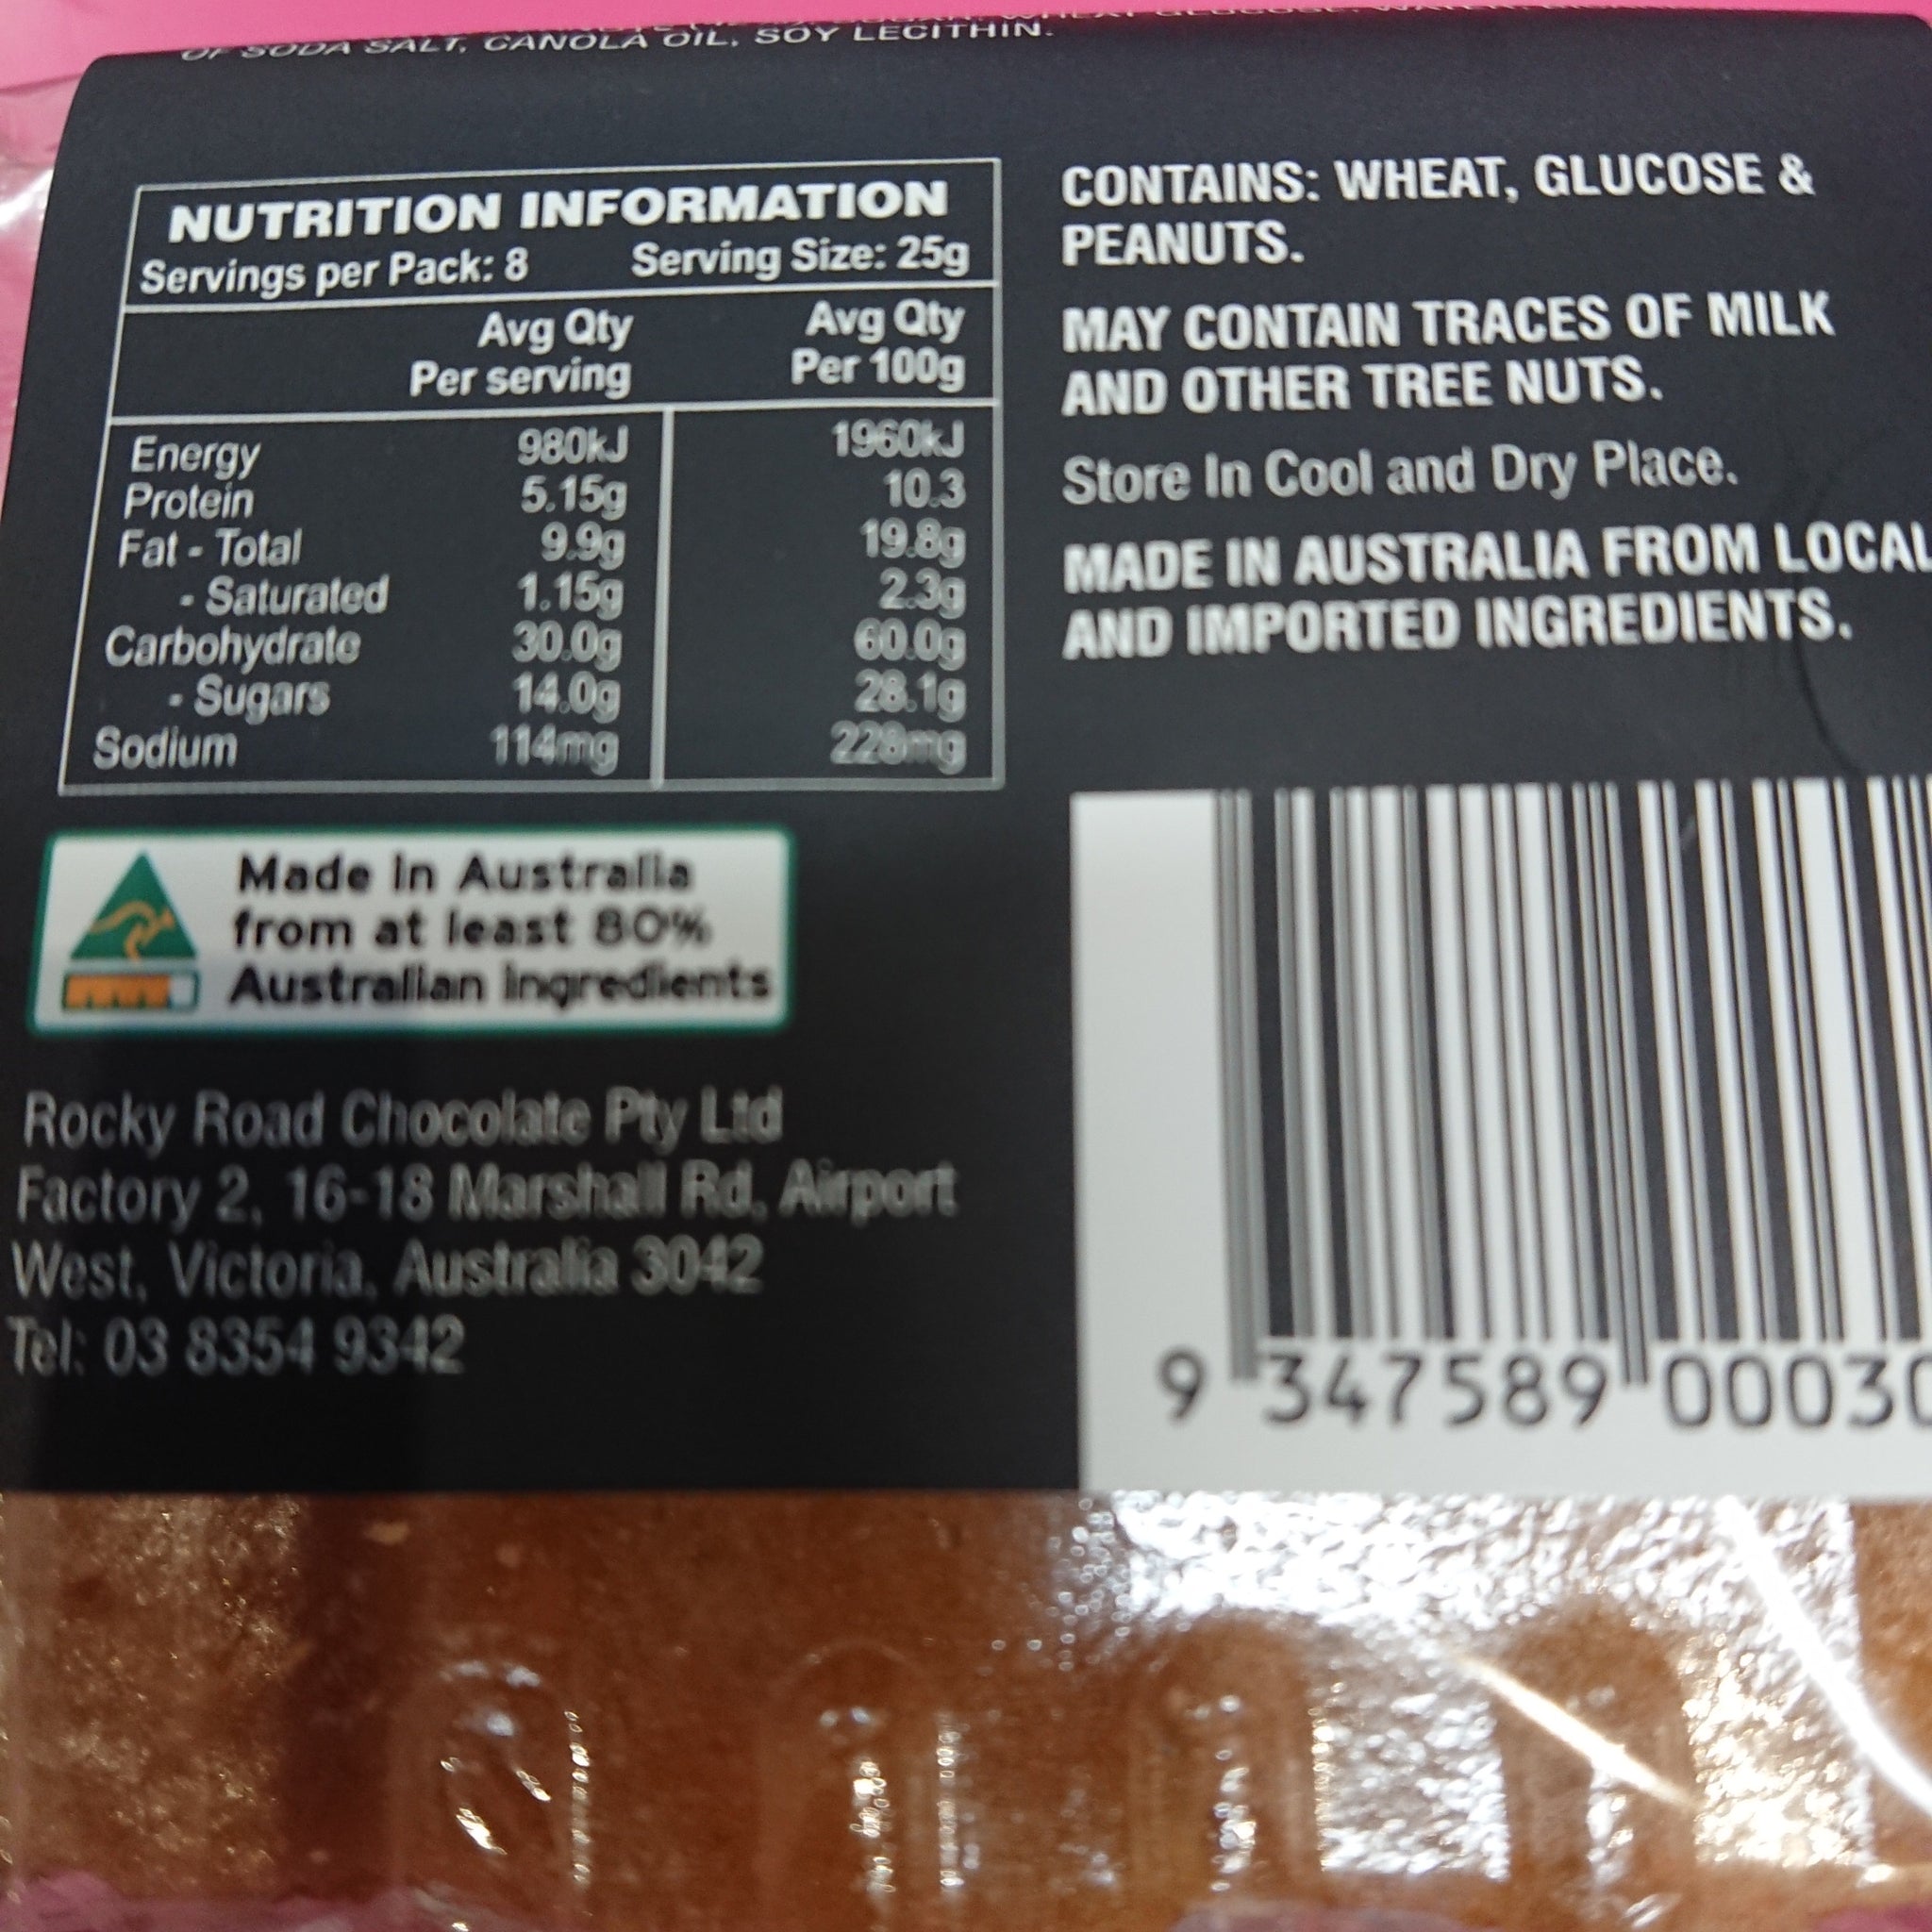 OF SODA SALT, CANOLA OIL, SOY LECITHIN.
NUTRITION INFORMATION
Servings per Pack: 8 Serving Size: 25g
Avg Qty Avg Qty
Per serving Per 100g
Energy 980kJ 1960kJ
Protein 5.15g 10.3
Fat - Total 9.9g 19.8g
- Saturated 1.15g 2.3g
Carbohydrate 30.0g 60.0g
- Sugars 14.0g 28.1g
Sodium 114mg 228mg
CONTAINS: WHEAT, GLUCOSE &
PEANUTS.
MAY CONTAIN TRACES OF MILK
AND OTHER TREE NUTS.
Store In Cool and Dry Place.
MADE IN AUSTRALIA FROM LOCAL
AND IMPORTED INGREDIENTS.
Made in Australia
from at least 80%
Australian ingredients
Rocky Road Chocolate Pty Ltd
Factory 2, 16-18 Marshall Rd, Airport
West, Victoria, Australia 3042
Tel: 03 8354 9342
9 347589 00030